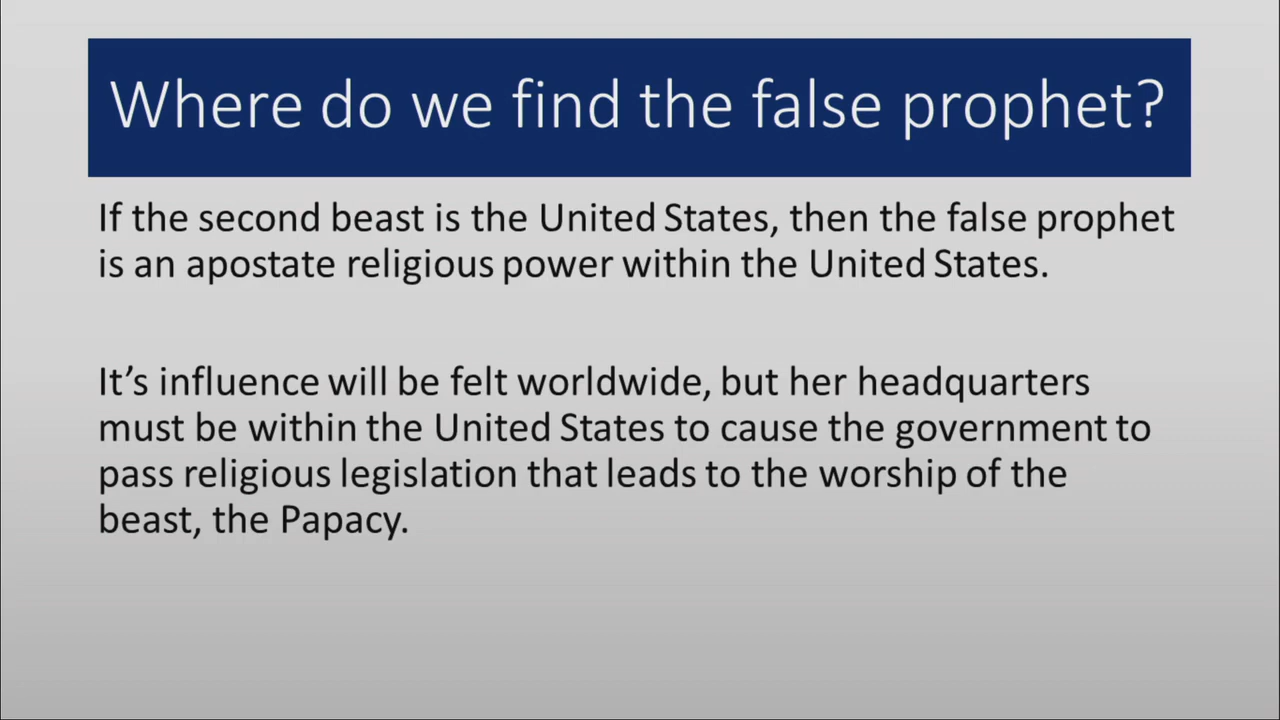 Where do we find the false prophet?
If the second beast is the United States, then the false prophet
is an apostate religious power within the United States.
It’s influence will be felt worldwide, but her headquarters
must be within the United States to cause the government to
pass religious legislation that leads to the worship of the
beast, the Papacy.